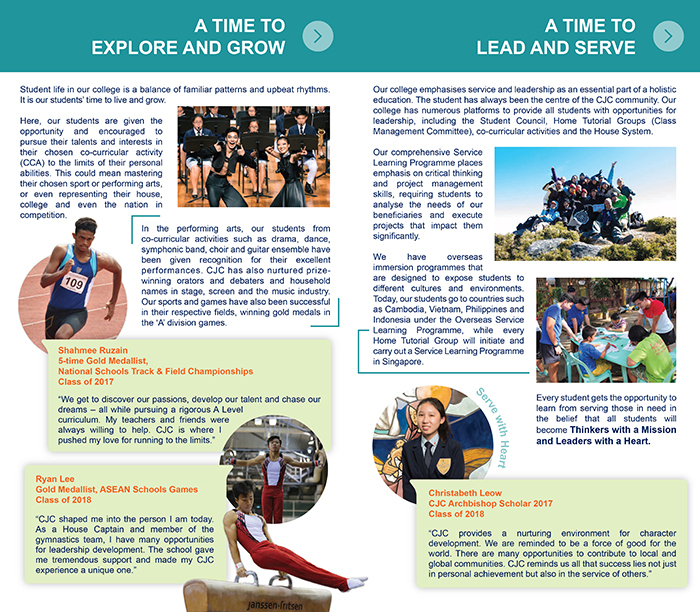 A TIME TO
EXPLORE AND GROW
Student life in our college is a balance of familiar patterns and upbeat rhythms.
It is our students' time to live and grow.
Here, our students are given the
opportunity and encouraged to
pursue their talents and interests in
their chosen co-curricular activity
(CCA) to the limits of their personal
abilities. This could mean mastering
their chosen sport or performing arts,
or even representing their house,
college and even the nation in
competition.
In the performing arts, our students from
co-curricular activities such as drama, dance,
symphonic band, choir and guitar ensemble have
been given recognition for their excellent
performances. CJC has also nurtured prize-
winning orators and debaters and household
names in stage, screen and the music industry.
Our sports and games have also been successful
in their respective fields, winning gold medals in
the 'A' division games.
109
Shahmee Ruzain
5-time Gold Medallist,
National Schools Track & Field Championships
Class of 2017
“We got to discover our passions, develop our talent and chase our
dreams – all while pursuing a rigorous A Level
curriculum. My teachers and friends were
always willing to help. CJC is where I
pushed my love for running to the limits.”
Ryan Lee
Gold Medallist, ASEAN Schools Games
Class of 2018
“CJC shaped me into the person I am today.
As a House Captain and member of the
gymnastics team, I have many opportunities
for leadership development. The school gave
me tremendous support and made my CJC
experience a unique one.”
janssen-fritsen
A TIME TO
LEAD AND SERVE
Our college emphasises service and leadership as an essential part of a holistic
education. The student has always been the centre of the CJC community. Our
college has numerous platforms to provide all students with opportunities for
leadership, including the Student Council, Home Tutorial Groups (Class
Management Committee), co-curricular activities and the House System.
Our comprehensive Service
Learning Programme places
emphasis on critical thinking
and project management
skills, requiring students to
analyse the needs of our
beneficiaries and execute
projects that impact them
significantly.
We have overseas
immersion programmes that
are designed to expose students to
different cultures and environments.
Today, our students go to countries such
as Cambodia, Vietnam, Philippines and
Indonesia under the Overseas Service
Learning Programme, while every
Home Tutorial Group will initiate and
carry out a Service Learning Programme
in Singapore.
Serve with Heart
Every student gets the opportunity to
learn from serving those in need in
the belief that all students will
become Thinkers with a Mission
and Leaders with a Heart.
Christabeth Leow
CJC Archbishop Scholar 2017
Class of 2018
“CJC provides a nurturing environment for character
development. We are reminded to be a force of good for the
world. There are many opportunities to contribute to local and
global communities. CJC reminds us all that success lies not just
in personal achievement but also in the service of others.”